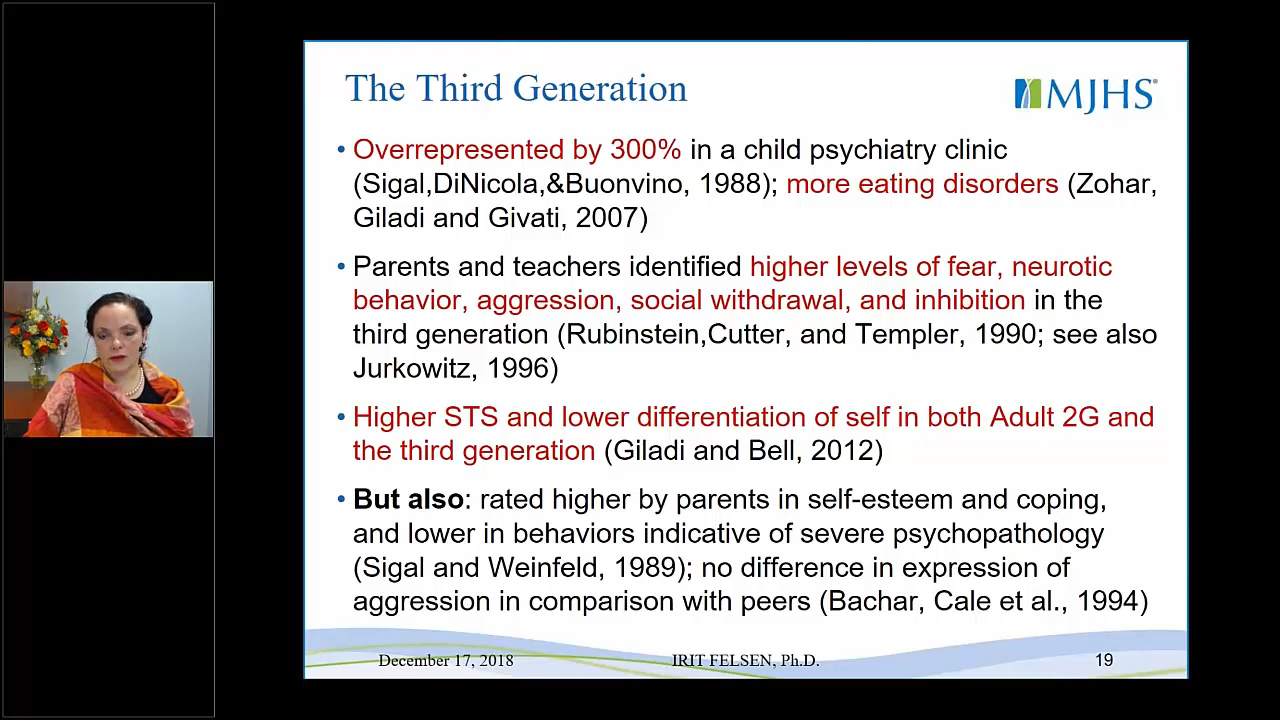 The Third Generation
MJHS
• Overrepresented by 300% in a child psychiatry clinic
(Sigal,DiNicola,&Buonvino, 1988); more eating disorders (Zohar,
Giladi and Givati, 2007)
• Parents and teachers identified higher levels of fear, neurotic
behavior, aggression, social withdrawal, and inhibition in the
third generation (Rubinstein,Cutter, and Templer, 1990; see also
Jurkowitz, 1996)
• Higher STS and lower differentiation of self in both Adult 2G and
the third generation (Giladi and Bell, 2012)
• But also: rated higher by parents in self-esteem and coping,
and lower in behaviors indicative of severe psychopathology
(Sigal and Weinfeld, 1989); no difference in expression of
aggression in comparison with peers (Bachar, Cale et al., 1994)
December 17, 2018 IRIT FELSEN, Ph.D. 19